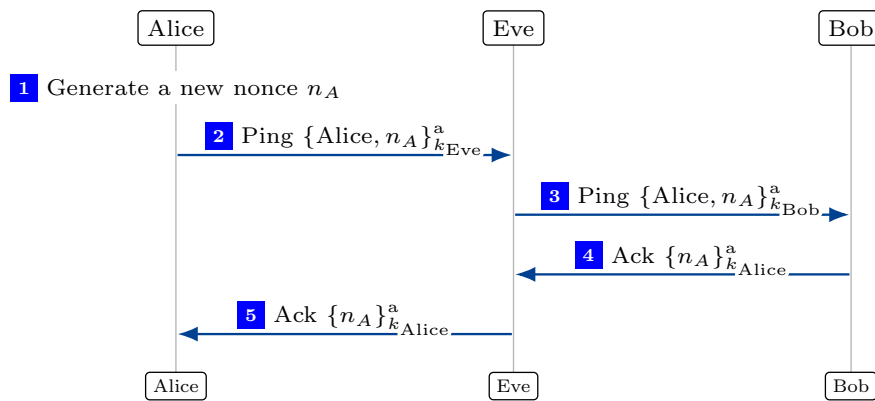 Alice Eve Bob
1 Generate a new nonce n_A
2 Ping {Alice, n_A}^a_{k_Eve}
3 Ping {Alice, n_A}^a_{k_Bob}
4 Ack {n_A}^a_{k_Alice}
5 Ack {n_A}^a_{k_Alice}
Alice Eve Bob